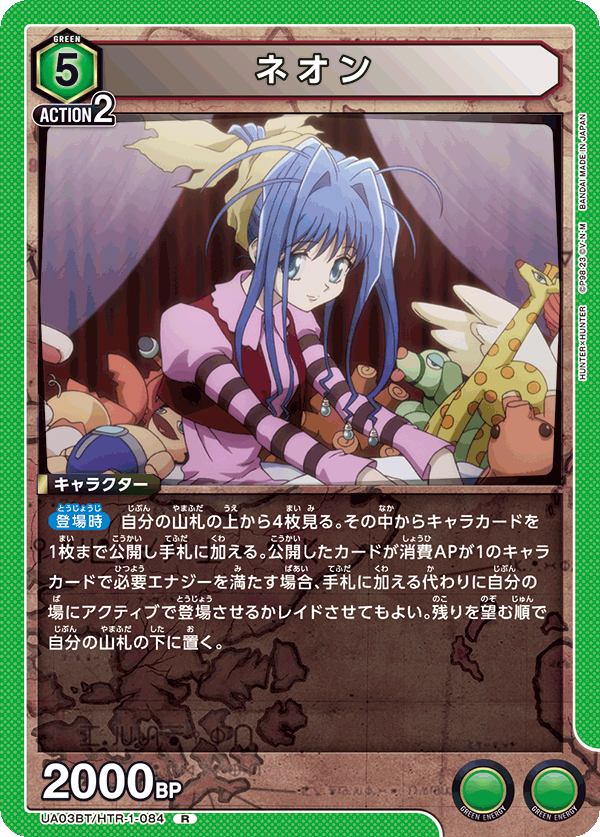 GREEN
5
ACTION2
ネオン
HUNTER×HUNTER ©P98-23 ©V·N·M BANDAI MADE IN JAPAN
キャラクター
登場時 自分の山札の上から4枚見る。その中からキャラカードを
1枚まで公開し手札に加える。公開したカードが消費APが1のキャラ
カードで必要エナジーを満たす場合、手札に加える代わりに自分の
場にアクティブで登場させるかレイドさせてもよい。残りを望む順で
自分の山札の下に置く。
2000BP
GREEN ENERGY
GREEN ENERGY
UA03BT/HTR-1-084 R